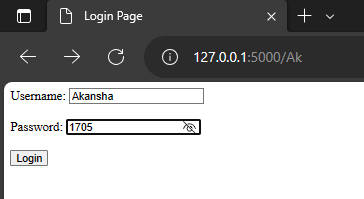 Login Page
127.0.0.1:5000/Ak
Username: Akansha
Password: 1705
Login